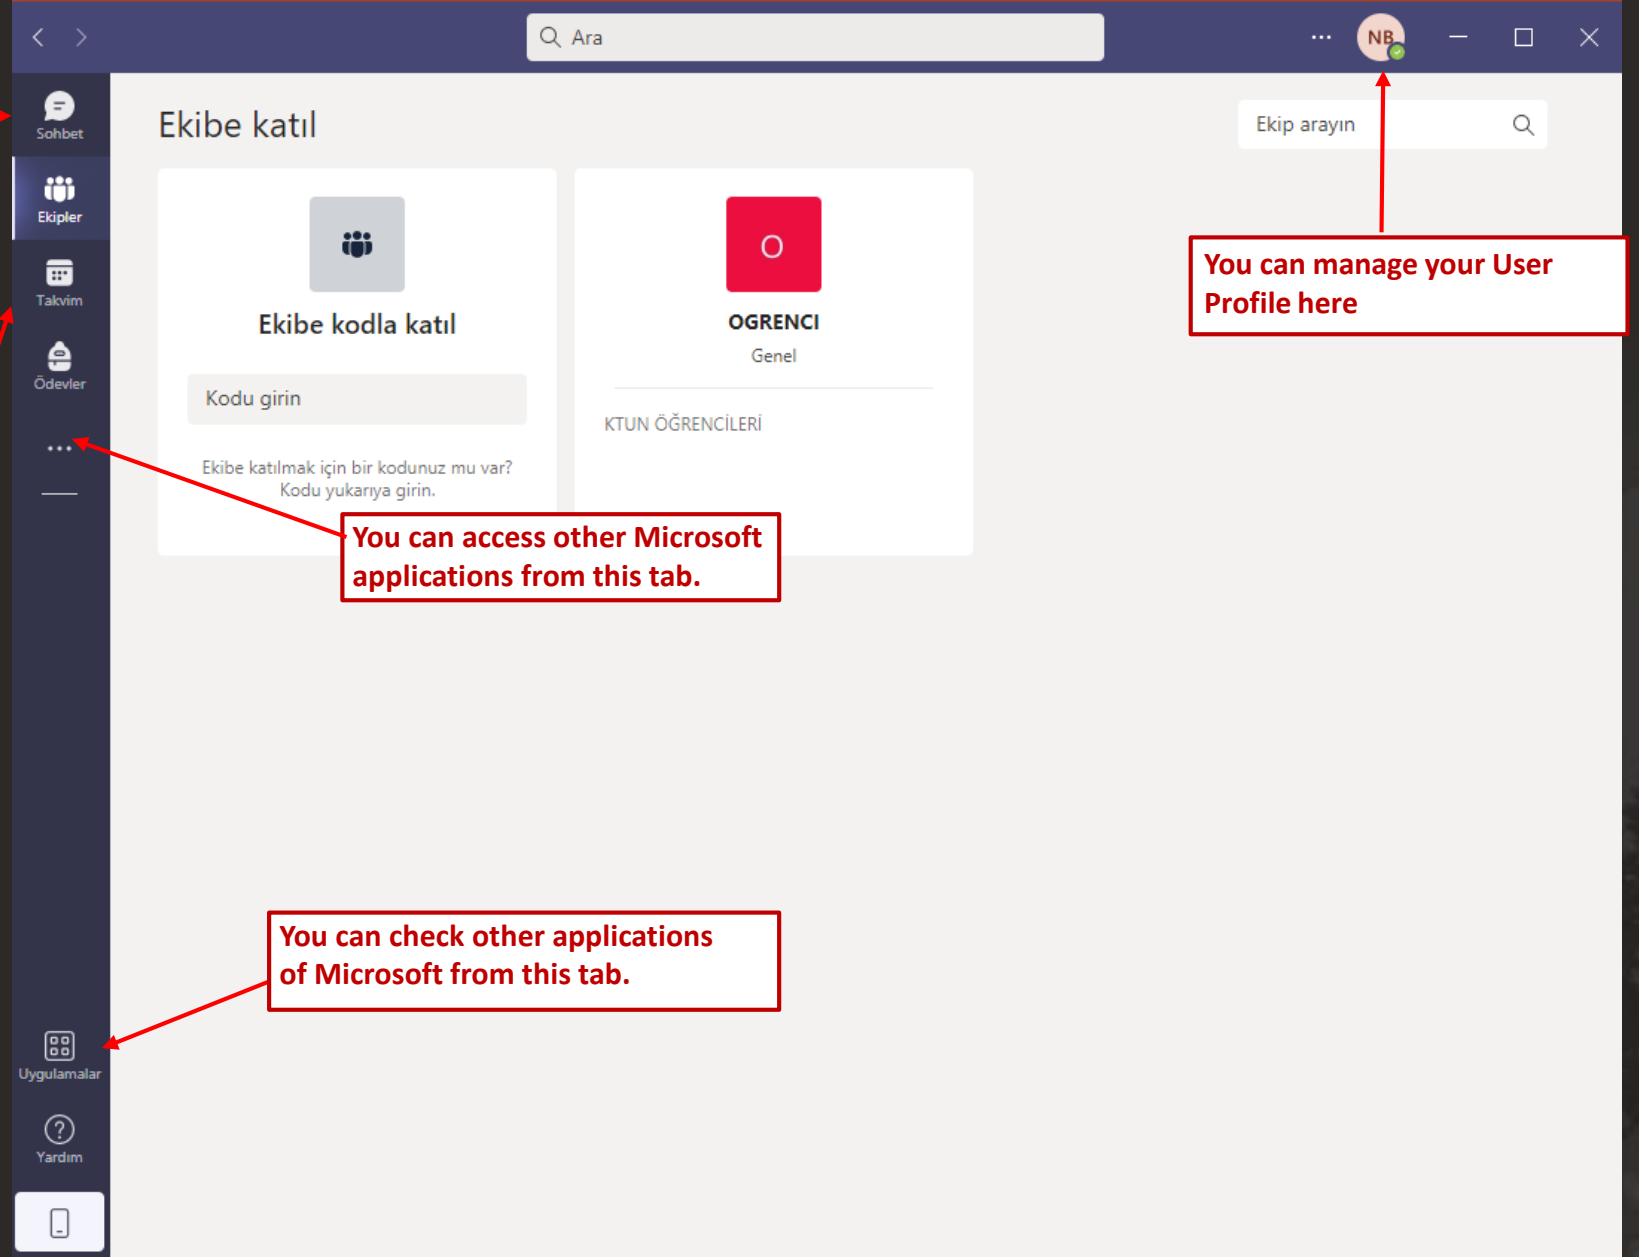 Ara
NB
Sohbet
Ekipler
Takvim
Ödevler
Ekibe katıl
Ekip arayın
Ekibe kodla katıl
Kodu girin
Ekibe katılmak için bir kodunuz mu var?
Kodu yukarıya girin.
O
OGRENCI
Genel
KTUN ÖĞRENCİLERİ
You can manage your User
Profile here
You can access other Microsoft
applications from this tab.
You can check other applications
of Microsoft from this tab.
Uygulamalar
Yardım